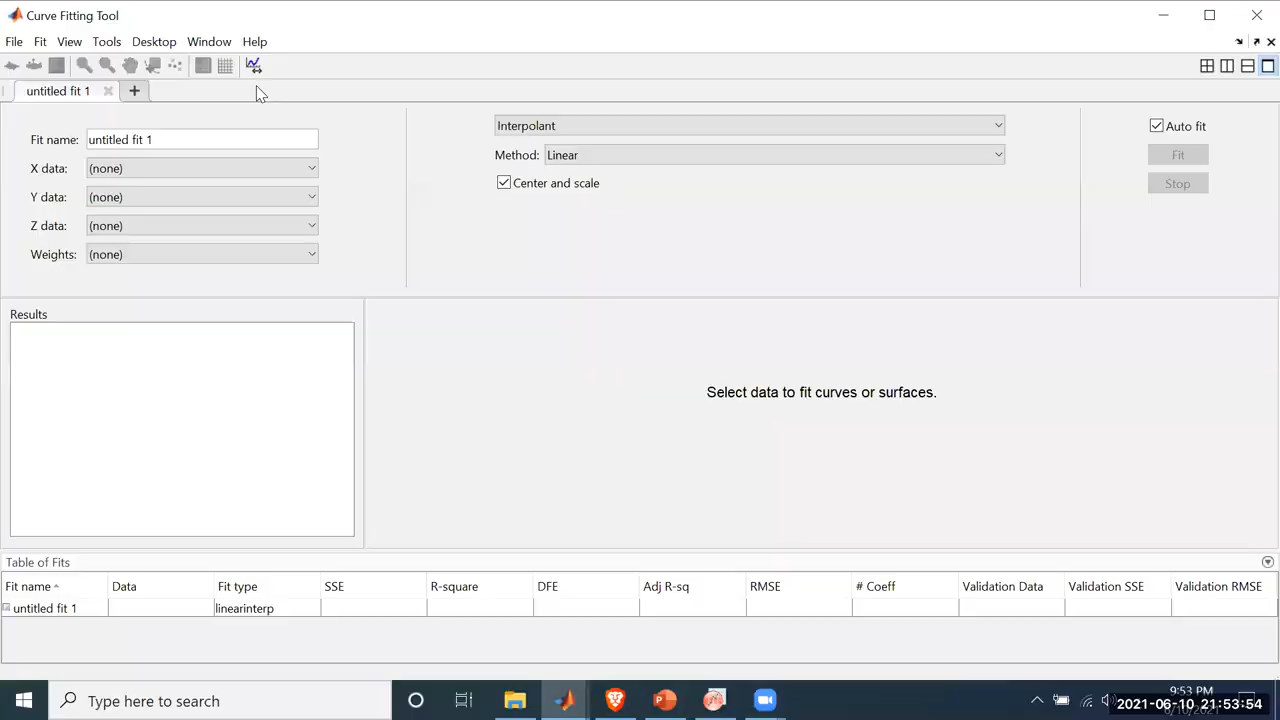 Curve Fitting Tool
File Fit View Tools Desktop Window Help
untitled fit 1
Fit name: untitled fit 1
X data: (none)
Y data: (none)
Z data: (none)
Weights: (none)
Interpolant
Method: Linear
Center and scale
Auto fit
Fit
Stop
Results
Select data to fit curves or surfaces.
Table of Fits
Fit name Data Fit type SSE R-square DFE Adj R-sq RMSE # Coeff Validation Data Validation SSE Validation RMSE
untitled fit 1 linearinterp
Type here to search
9:53 PM
2021-06-10 21:53:54